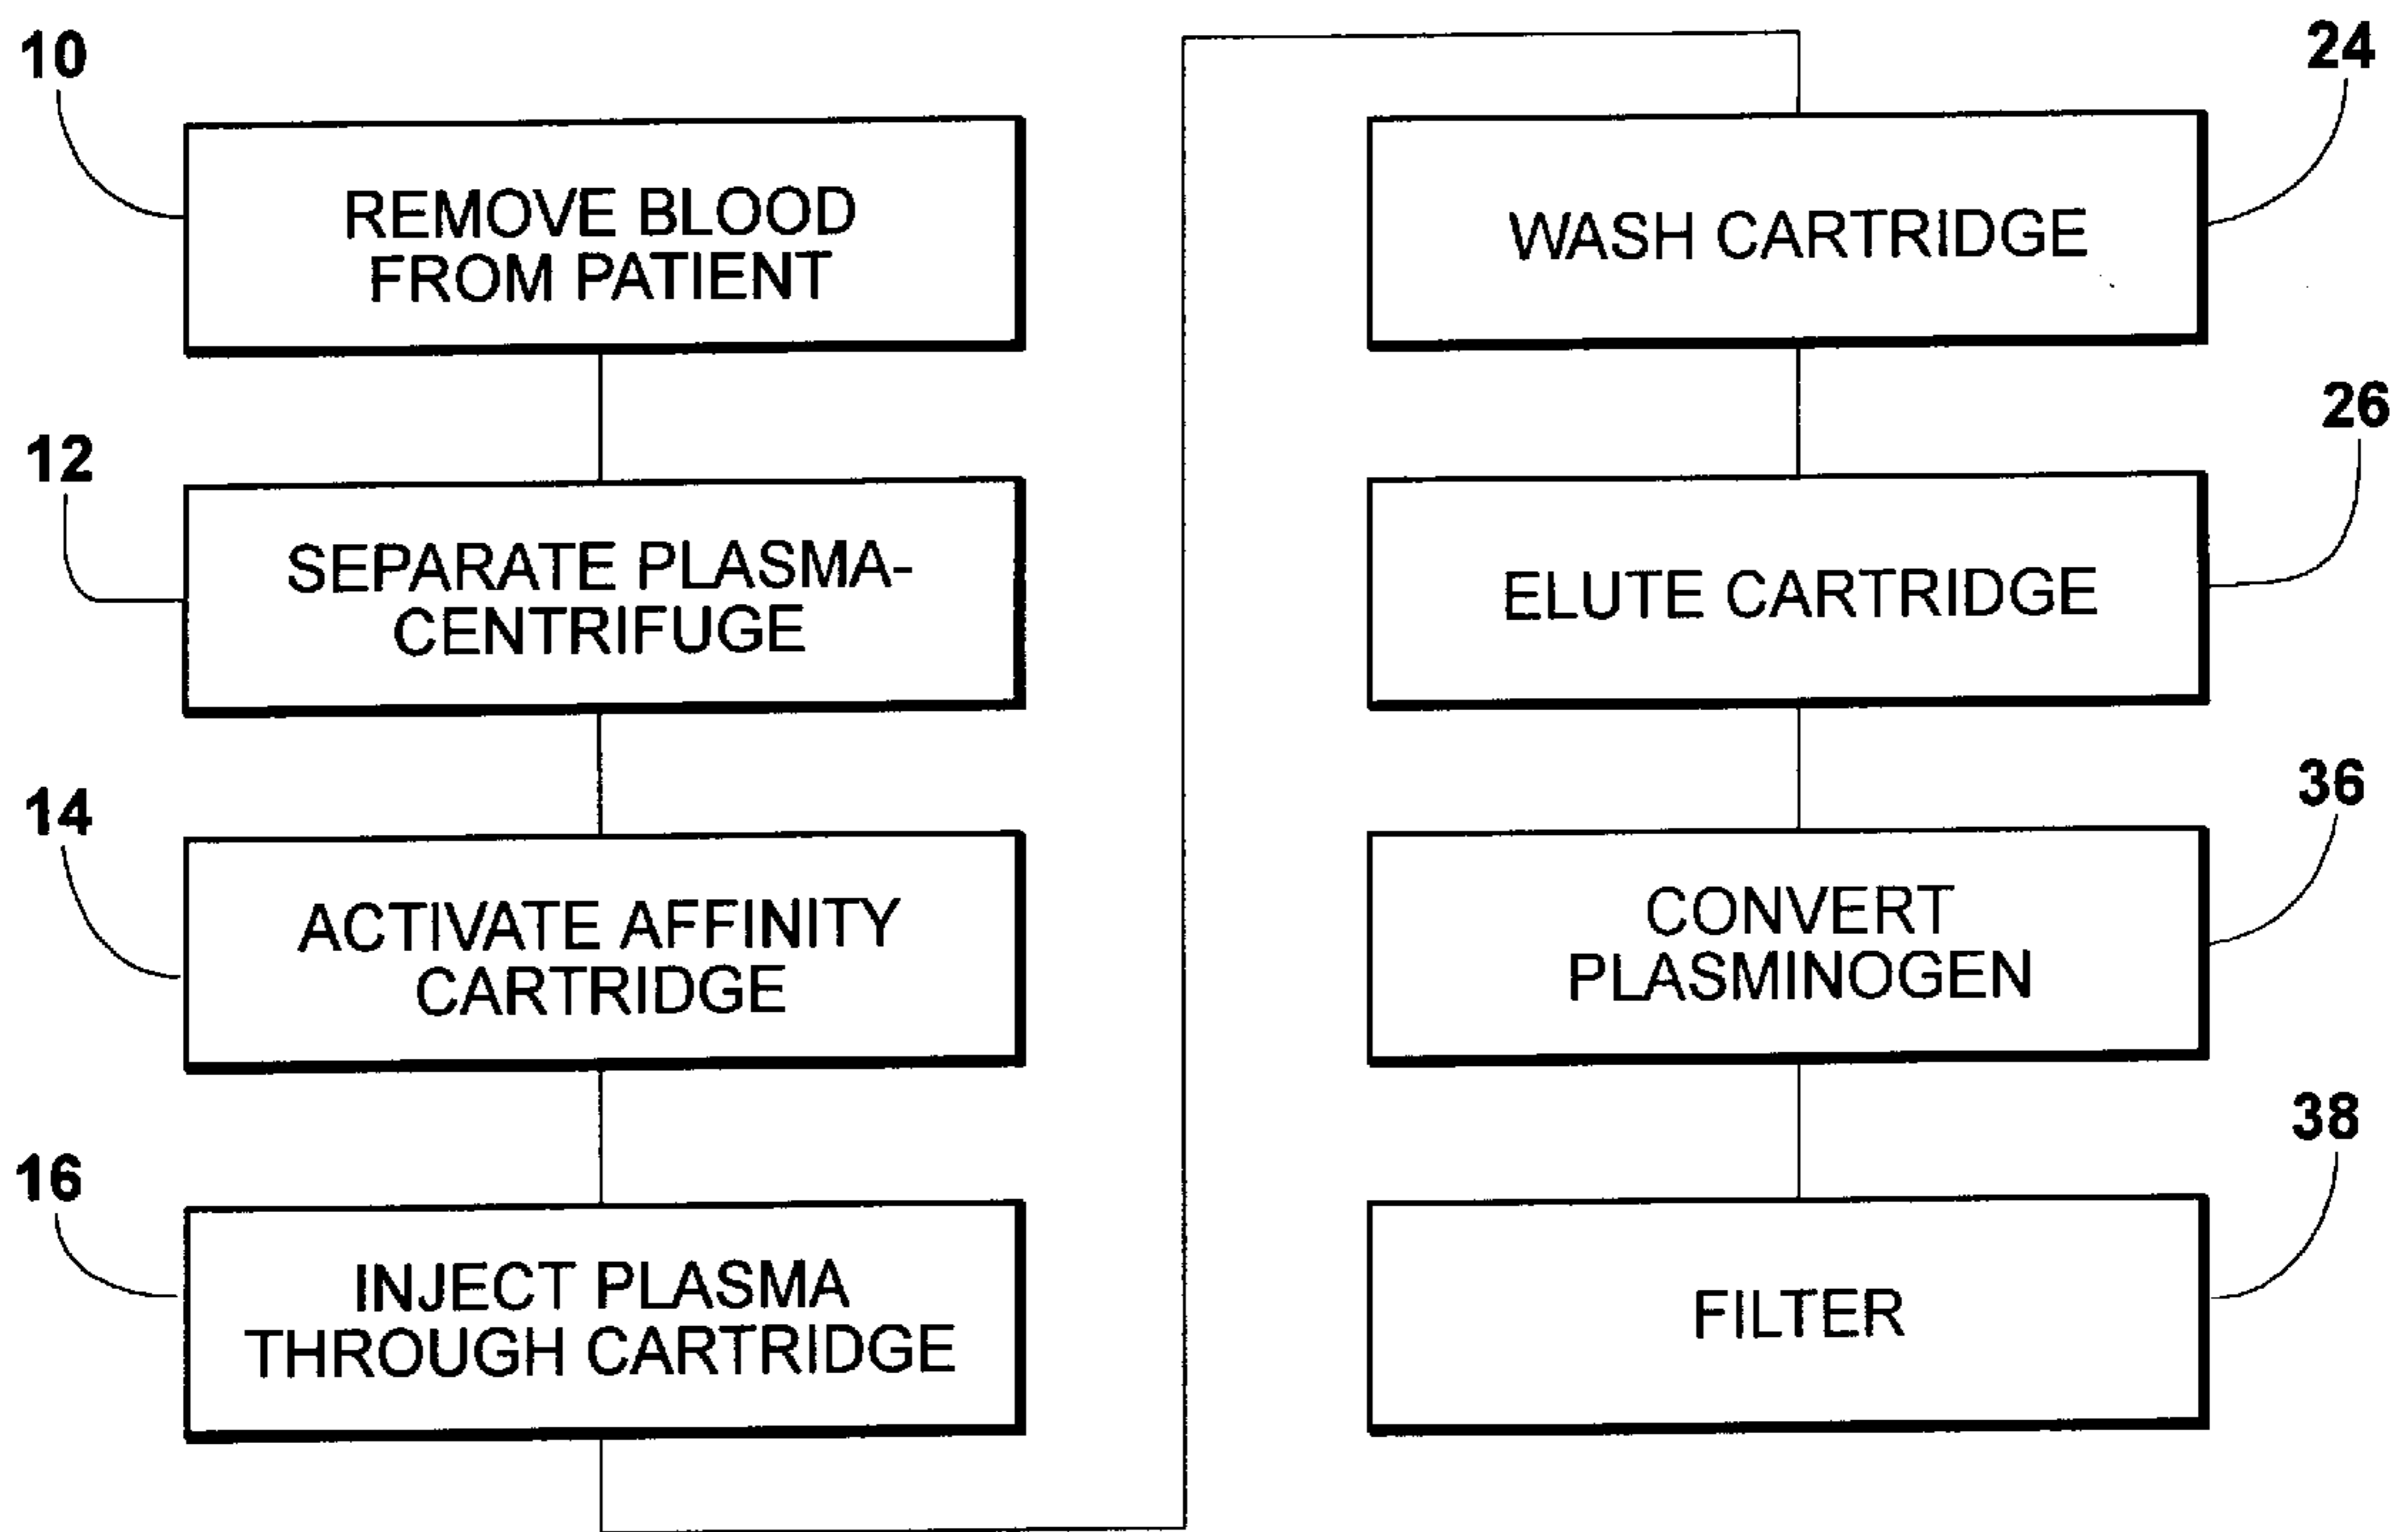 10
REMOVE BLOOD
FROM PATIENT
12
SEPARATE PLASMA-
CENTRIFUGE
14
ACTIVATE AFFINITY
CARTRIDGE
16
INJECT PLASMA
THROUGH CARTRIDGE
24
WASH CARTRIDGE
26
ELUTE CARTRIDGE
36
CONVERT
PLASMINOGEN
38
FILTER